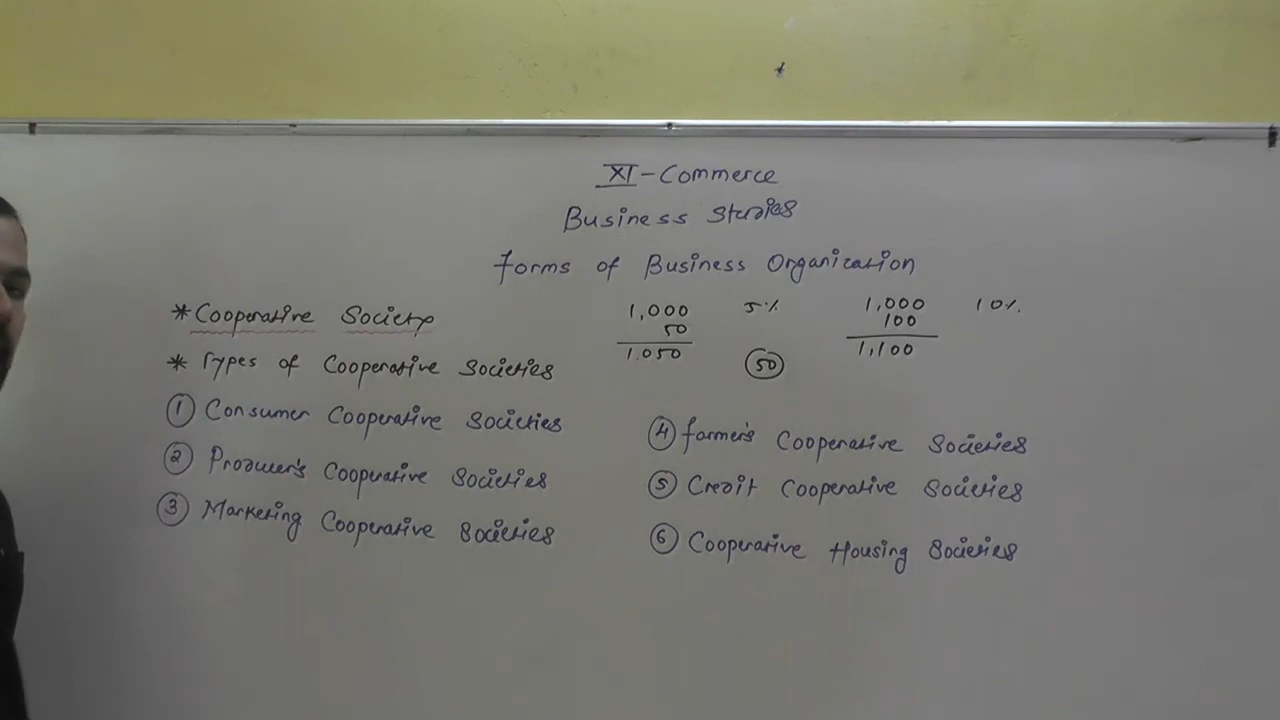 XI-Commerce
Business Studies
Forms of Business Organization
* Cooperative Society
1,000 5%
50
1,050
50
1,000 10%
100
1,100
* Types of Cooperative Societies
① Consumer Cooperative Societies
② Producer's Cooperative Societies
③ Marketing Cooperative Societies
④ farmer's Cooperative Societies
⑤ Credit Cooperative Societies
⑥ Cooperative Housing Societies